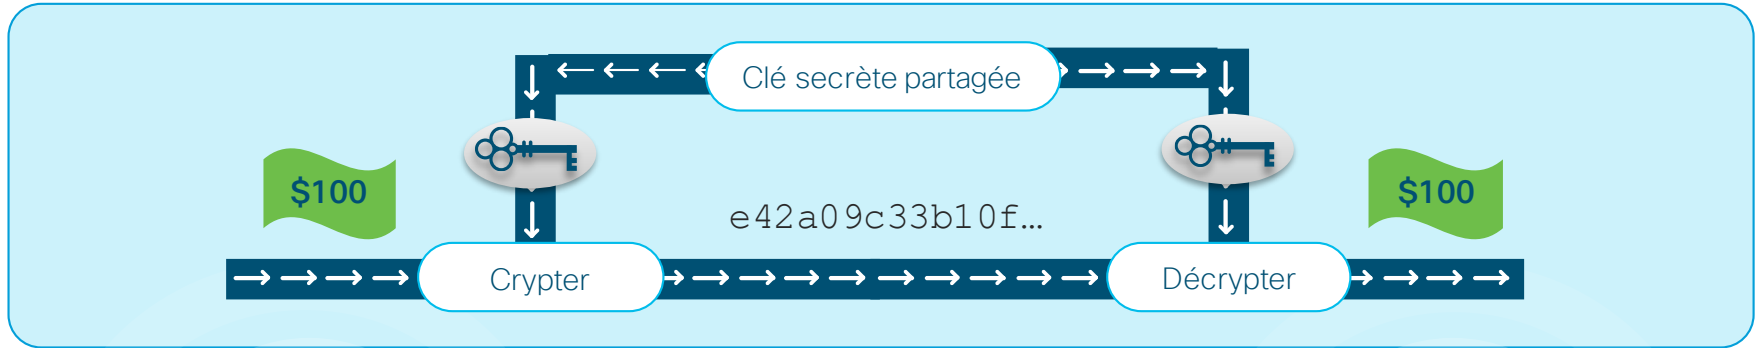 Clé secrète partagée
$100
$100
e42a09c33b10f…
Crypter
Décrypter